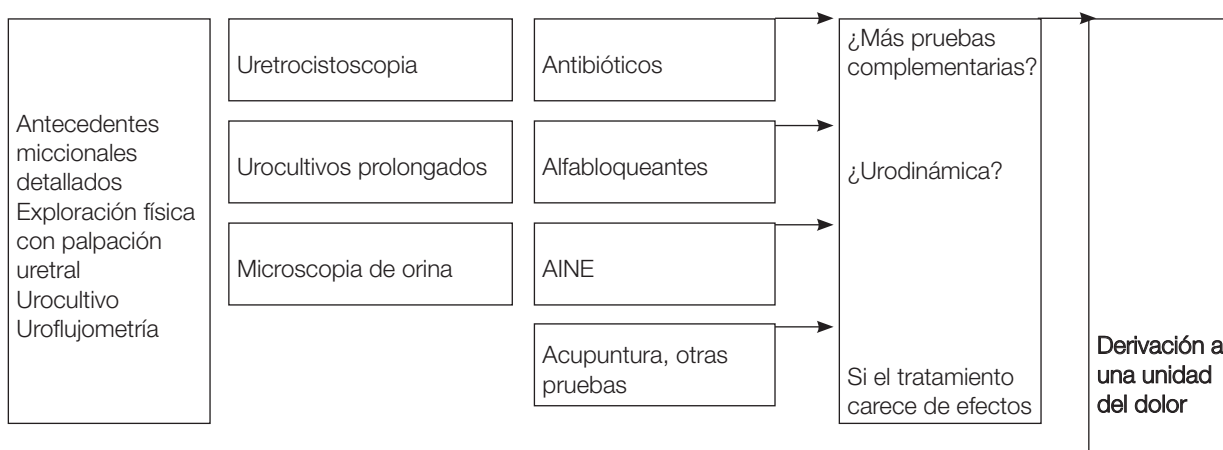 Antecedentes
miccionales
detallados
Exploración física
con palpación
uretral
Urocultivo
Uroflujometría
Uretrocistoscopia
Urocultivos prolongados
Microscopia de orina
Antibióticos
Alfabloqueantes
AINE
Acupuntura, otras
pruebas
¿Más pruebas
complementarias?
¿Urodinámica?
Si el tratamiento
carece de efectos
Derivación a
una unidad
del dolor